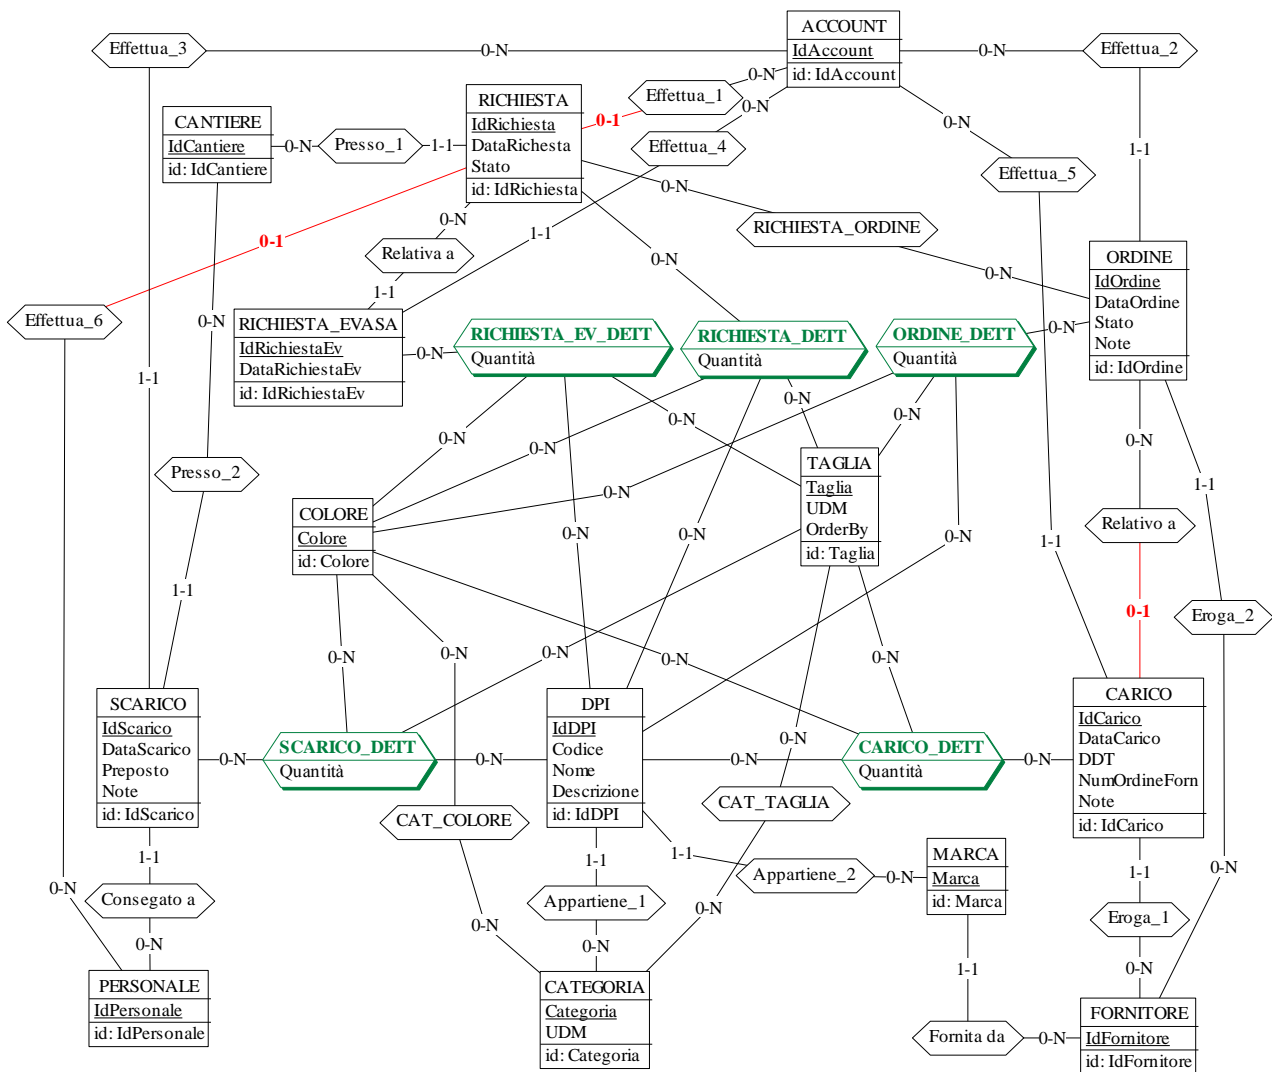 ACCOUNT
IdAccount
id: IdAccount
Effettua_3
0-N
0-N
Effettua_2
0-N
Effettua_1
0-1
RICHIESTA
IdRichiesta
DataRichesta
Stato
id: IdRichiesta
CANTIERE
IdCantiere
id: IdCantiere
0-N
Presso_1
1-1
0-N
Effettua_4
0-N
1-1
Effettua_5
0-N
RICHIESTA_ORDINE
0-N
Relativa a
0-N
1-1
0-1
1-1
0-N
0-N
ORDINE
IdOrdine
DataOrdine
Stato
Note
id: IdOrdine
Effettua_6
0-N
RICHIESTA_EVASA
IdRichiestaEv
DataRichiestaEv
id: IdRichiestaEv
0-N
RICHIESTA_EV_DETT
Quantità
RICHIESTA_DETT
Quantità
ORDINE_DETT
Quantità
0-N
1-1
0-N
0-N
0-N
0-N
0-N
0-N
Presso_2
TAGLIA
Taglia
UDM
OrderBy
id: Taglia
1-1
0-N
COLORE
Colore
id: Colore
0-N
0-N
0-N
Relativo a
1-1
1-1
0-1
Eroga_2
0-N
0-N
0-N
0-N
0-N
SCARICO
IdScarico
DataScarico
Preposto
Note
id: IdScarico
0-N
SCARICO_DETT
Quantità
0-N
DPI
IdDPI
Codice
Nome
Descrizione
id: IdDPI
0-N
CARICO_DETT
Quantità
0-N
CARICO
IdCarico
DataCarico
DDT
NumOrdineForn
Note
id: IdCarico
0-N
CAT_COLORE
CAT_TAGLIA
1-1
1-1
1-1
MARCA
Marca
id: Marca
1-1
0-N
0-N
Consegato a
Appartiene_1
Appartiene_2
0-N
0-N
0-N
Eroga_1
0-N
0-N
1-1
0-N
PERSONALE
IdPersonale
id: IdPersonale
CATEGORIA
Categoria
UDM
id: Categoria
Fornita da
0-N
FORNITORE
IdFornitore
id: IdFornitore